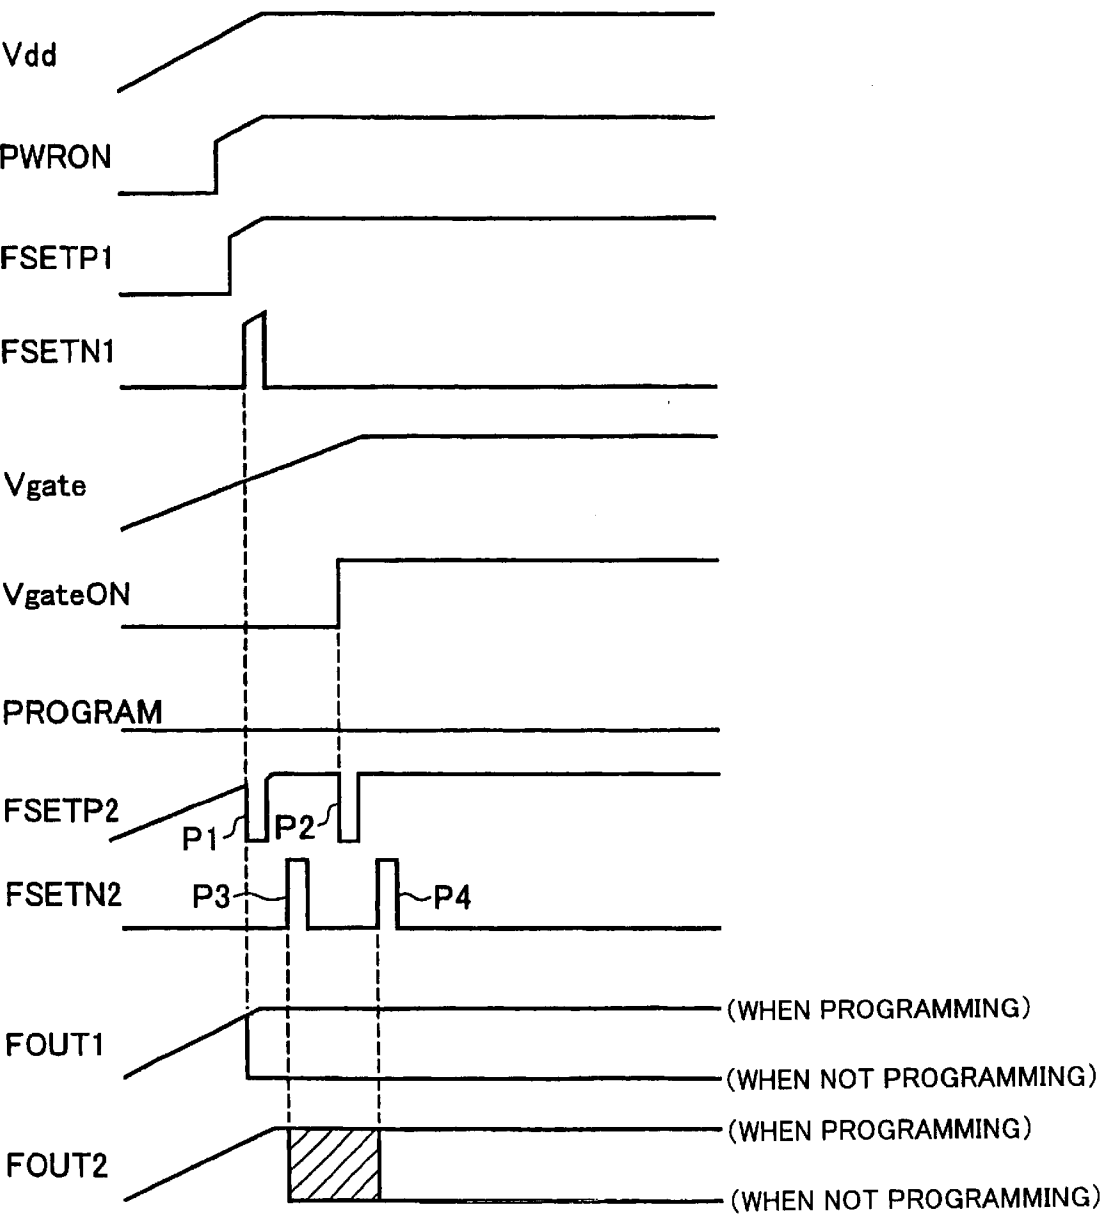 Vdd
PWRON
FSETP1
FSETN1
Vgate
VgateON
PROGRAM
FSETP2
P1
P2
FSETN2
P3
P4
FOUT1
(WHEN PROGRAMMING)
(WHEN NOT PROGRAMMING)
FOUT2
(WHEN PROGRAMMING)
(WHEN NOT PROGRAMMING)